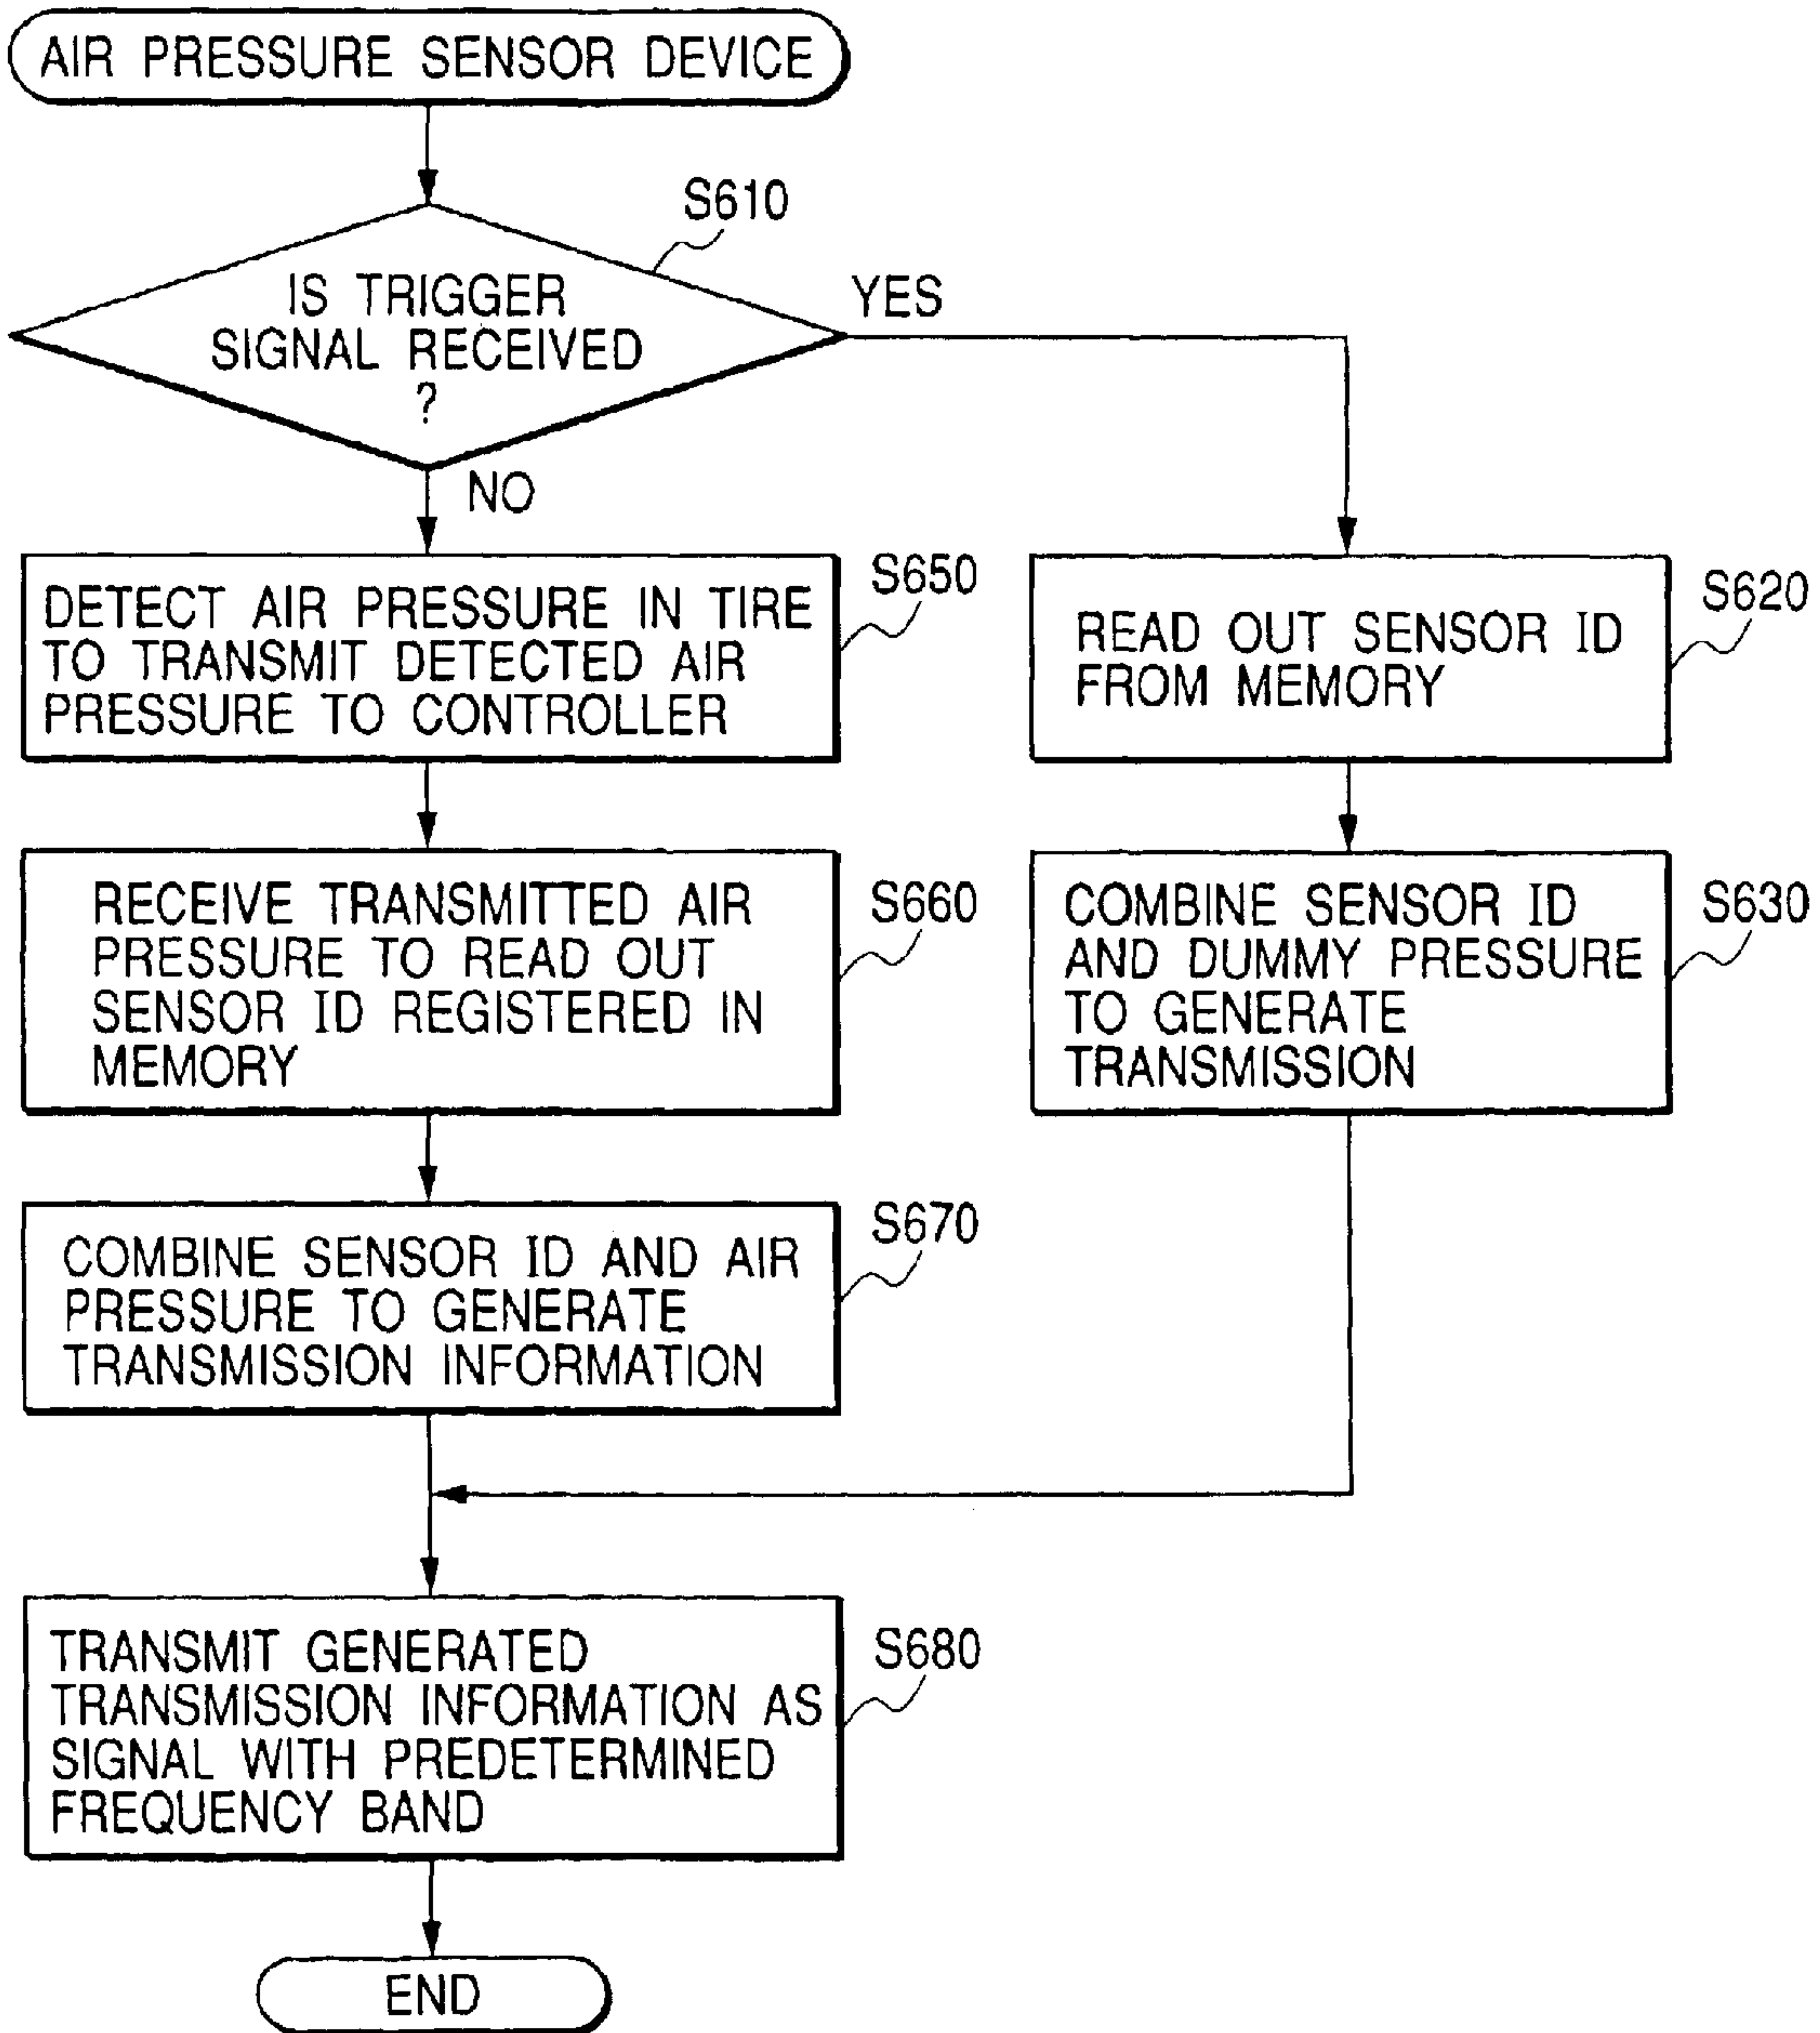 AIR PRESSURE SENSOR DEVICE
S610
IS TRIGGER
SIGNAL RECEIVED
?
YES
NO
S650
DETECT AIR PRESSURE IN TIRE
TO TRANSMIT DETECTED AIR
PRESSURE TO CONTROLLER
S620
READ OUT SENSOR ID
FROM MEMORY
S660
RECEIVE TRANSMITTED AIR
PRESSURE TO READ OUT
SENSOR ID REGISTERED IN
MEMORY
S630
COMBINE SENSOR ID
AND DUMMY PRESSURE
TO GENERATE
TRANSMISSION
S670
COMBINE SENSOR ID AND AIR
PRESSURE TO GENERATE
TRANSMISSION INFORMATION
S680
TRANSMIT GENERATED
TRANSMISSION INFORMATION AS
SIGNAL WITH PREDETERMINED
FREQUENCY BAND
END